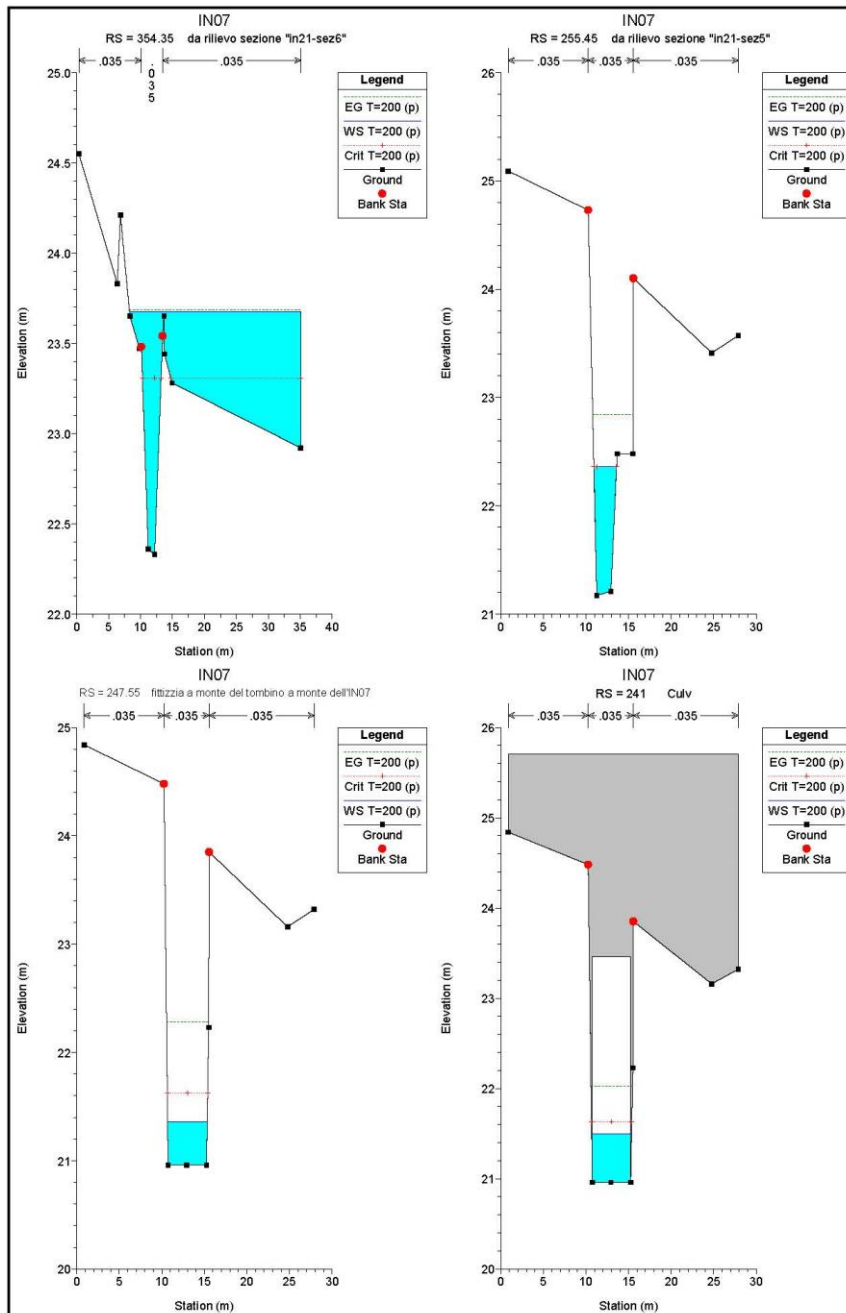 IN07
RS = 354.35 da rilievo sezione "in21-sez6"
.035
.035
.035
Legend
EG T=200 (p)
WS T=200 (p)
Crit T=200 (p)
Ground
Bank Sta
25.0
24.5
24.0
23.5
23.0
22.5
22.0
Elevation (m)
0 5 10 15 20 25 30 35 40
Station (m)
IN07
RS = 255.45 da rilievo sezione "in21-sez5"
.035 .035 .035
Legend
EG T=200 (p)
WS T=200 (p)
Crit T=200 (p)
Ground
Bank Sta
26
25
24
23
22
21
Elevation (m)
0 5 10 15 20 25 30
Station (m)
IN07
RS = 247.55 fittizzia a monte del tombino a monte dell'IN07
.035 .035 .035
Legend
EG T=200 (p)
Crit T=200 (p)
WS T=200 (p)
Ground
Bank Sta
25
24
23
22
21
20
Elevation (m)
0 5 10 15 20 25 30
Station (m)
IN07
RS = 241 Culv
.035 .035 .035
Legend
EG T=200 (p)
Crit T=200 (p)
WS T=200 (p)
Ground
Bank Sta
26
25
24
23
22
21
20
Elevation (m)
0 5 10 15 20 25 30
Station (m)